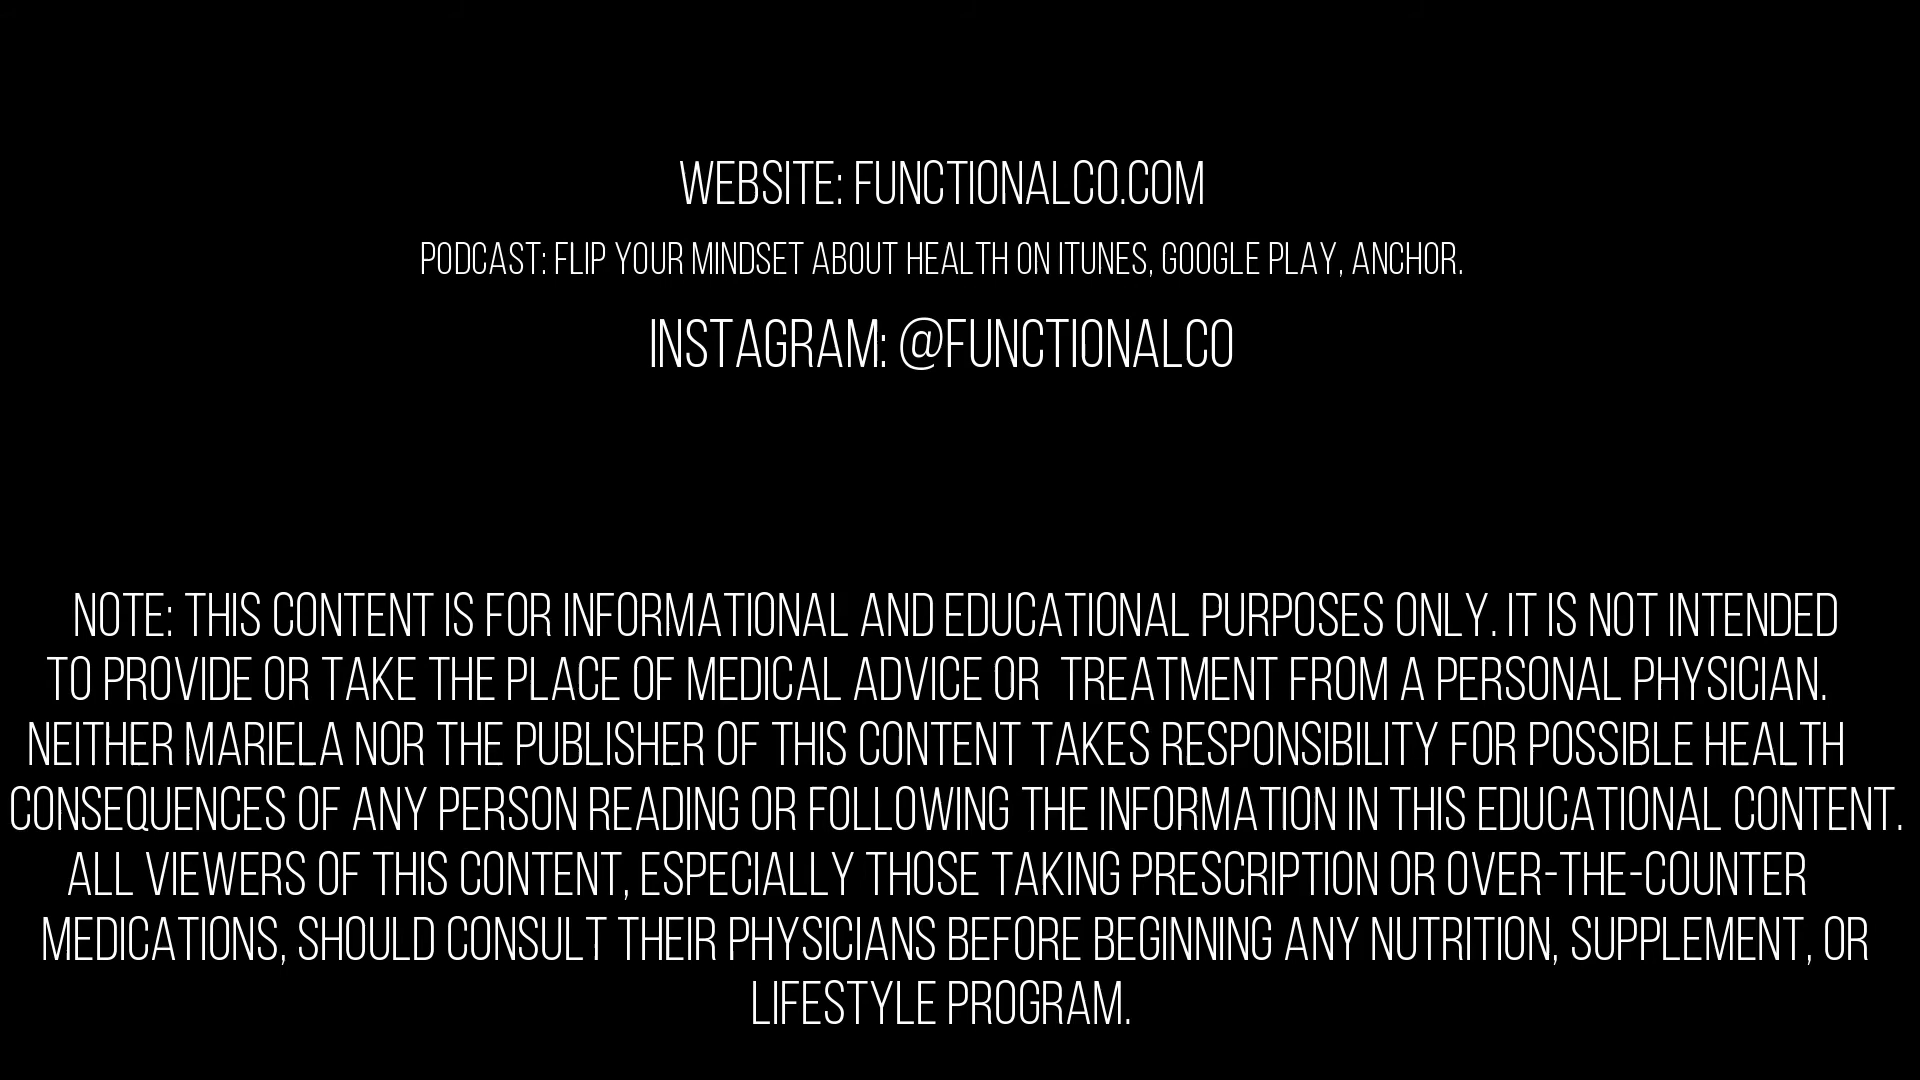 WEBSITE: FUNCTIONALCO.COM
PODCAST: FLIP YOUR MINDSET ABOUT HEALTH ON ITUNES, GOOGLE PLAY, ANCHOR.
INSTAGRAM: @FUNCTIONALCO
NOTE: THIS CONTENT IS FOR INFORMATIONAL AND EDUCATIONAL PURPOSES ONLY. IT IS NOT INTENDED
TO PROVIDE OR TAKE THE PLACE OF MEDICAL ADVICE OR TREATMENT FROM A PERSONAL PHYSICIAN.
NEITHER MARIELA NOR THE PUBLISHER OF THIS CONTENT TAKES RESPONSIBILITY FOR POSSIBLE HEALTH
CONSEQUENCES OF ANY PERSON READING OR FOLLOWING THE INFORMATION IN THIS EDUCATIONAL CONTENT.
ALL VIEWERS OF THIS CONTENT, ESPECIALLY THOSE TAKING PRESCRIPTION OR OVER-THE-COUNTER
MEDICATIONS, SHOULD CONSULT THEIR PHYSICIANS BEFORE BEGINNING ANY NUTRITION, SUPPLEMENT, OR
LIFESTYLE PROGRAM.